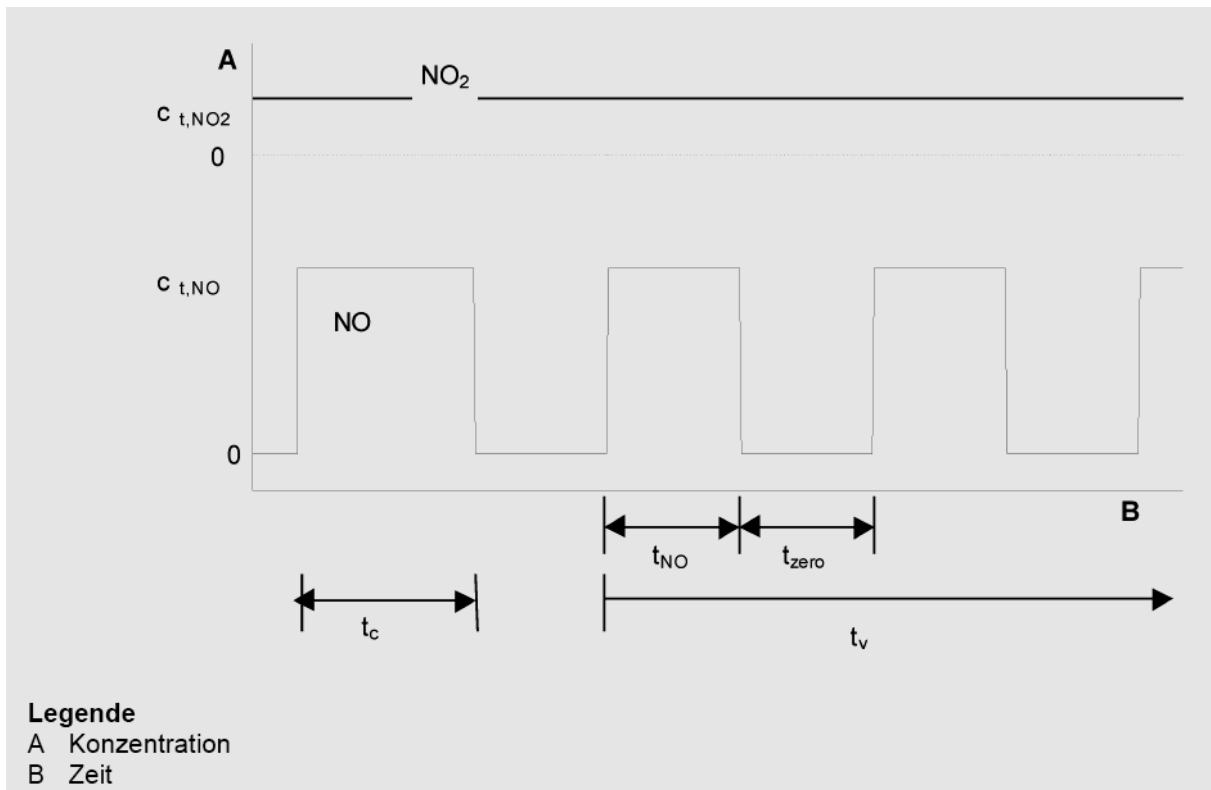 A
NO₂
c t,NO2
0
c t,NO
NO
0
B
tNO
tzero
tc
tv
Legende
A Konzentration
B Zeit